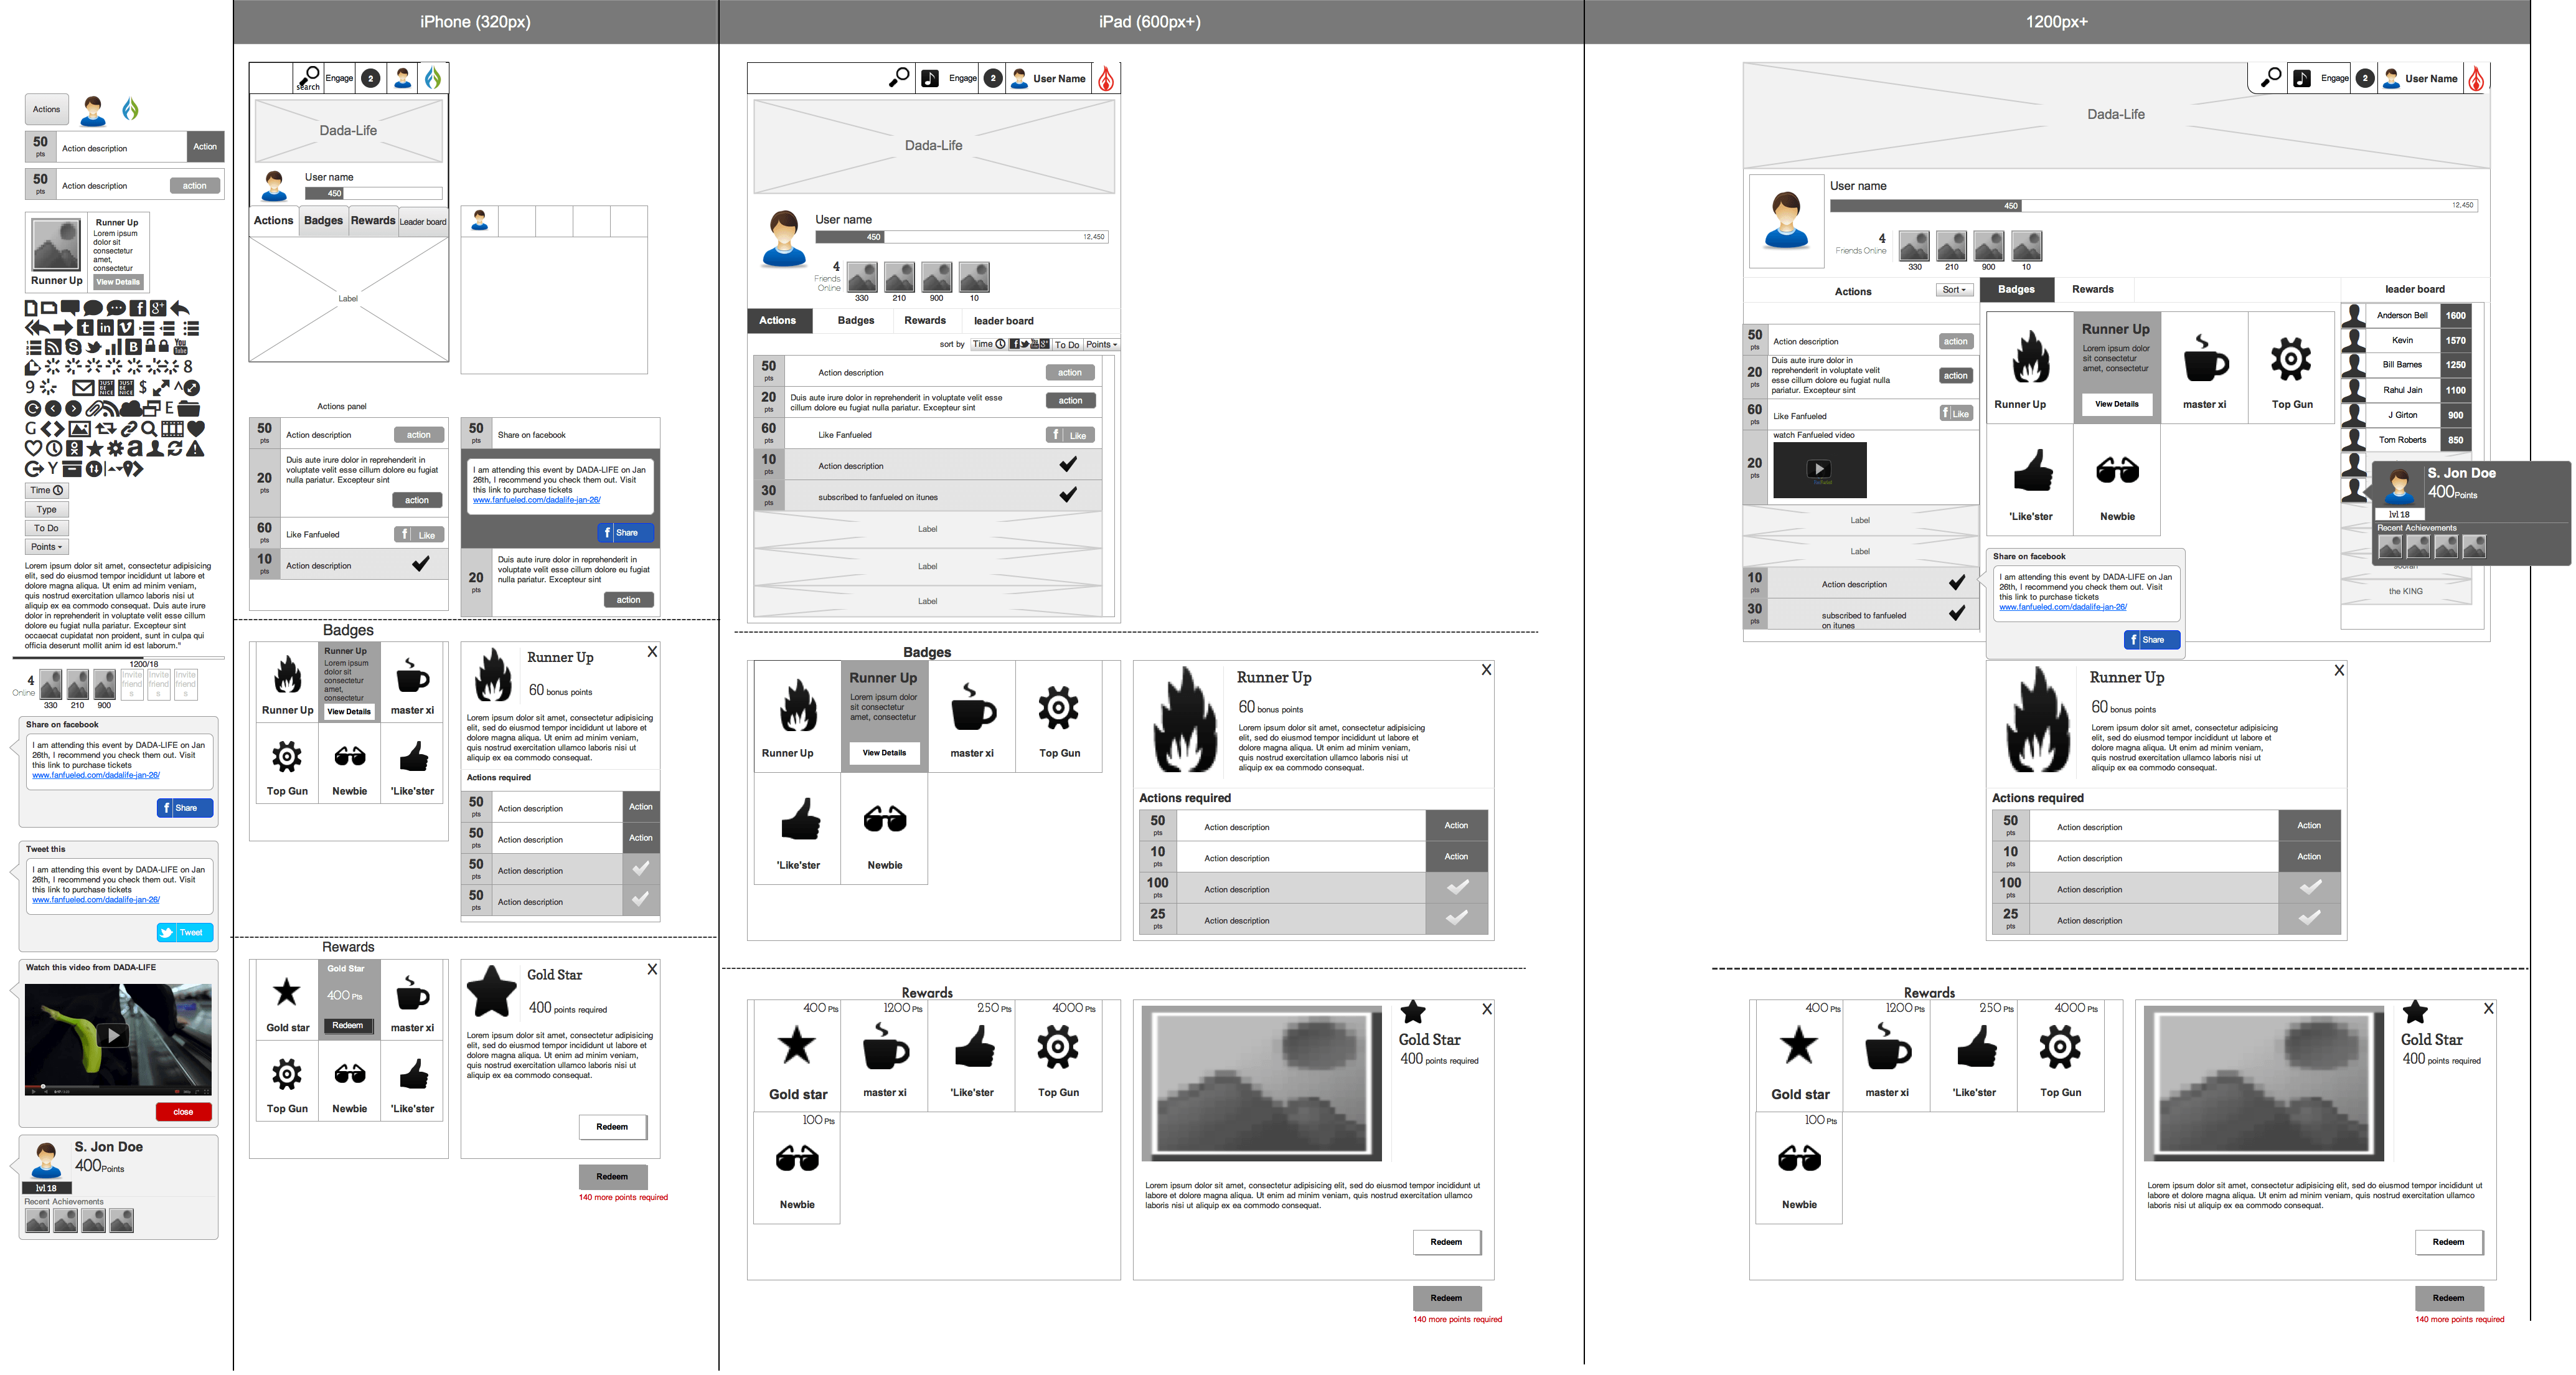 iPhone (320px)
iPad (600px+)
1200px+
Actions
50
pts
Action description
Action
50
pts
Action description
action
Runner Up
Runner Up
Lorem ipsum
dolor sit
consectetur
amet,
consectetur
View Details
Time
Type
To Do
Points
Lorem ipsum dolor sit amet, consectetur adipisicing
elit, sed do eiusmod tempor incididunt ut labore et
dolore magna aliqua. Ut enim ad minim veniam,
quis nostrud exercitation ullamco laboris nisi ut
aliquip ex ea commodo consequat. Duis aute irure
dolor in reprehenderit in voluptate velit esse cillum
dolore eu fugiat nulla pariatur. Excepteur sint
occaecat cupidatat non proident, sunt in culpa qui
officia deserunt mollit anim id est laborum."
1200/18
4
Online
330
210
900
Invite
friend
s
Invite
friend
s
Invite
friend
s
Share on facebook
I am attending this event by DADA-LIFE on Jan
26th, I recommend you check them out. Visit
this link to purchase tickets
www.fanfueled.com/dadalife-jan-26/
Share
Tweet this
I am attending this event by DADA-LIFE on Jan
26th, I recommend you check them out. Visit
this link to purchase tickets
www.fanfueled.com/dadalife-jan-26/
Tweet
Watch this video from DADA-LIFE
close
S. Jon Doe
400Points
lvl 18
Recent Achievements
search
Engage
2
Dada-Life
User name
450
Actions
Badges
Rewards
Leader board
Label
Actions panel
50
pts
Action description
action
20
pts
Duis aute irure dolor in reprehenderit in
voluptate velit esse cillum dolore eu fugiat
nulla pariatur. Excepteur sint
action
60
pts
Like Fanfueled
Like
10
pts
Action description
50
pts
Share on facebook
I am attending this event by DADA-LIFE on Jan
26th, I recommend you check them out. Visit
this link to purchase tickets
www.fanfueled.com/dadalife-jan-26/
Share
20
pts
Duis aute irure dolor in reprehenderit in
voluptate velit esse cillum dolore eu fugiat
nulla pariatur. Excepteur sint
action
Badges
Runner Up
Runner Up
Lorem ipsum
dolor sit
consectetur
amet,
consectetur
View Details
master xi
Top Gun
Newbie
'Like'ster
Runner Up
X
60 bonus points
Lorem ipsum dolor sit amet, consectetur adipisicing
elit, sed do eiusmod tempor incididunt ut labore et
dolore magna aliqua. Ut enim ad minim veniam,
quis nostrud exercitation ullamco laboris nisi ut
aliquip ex ea commodo consequat.
Actions required
50
pts
Action description
Action
50
pts
Action description
Action
50
pts
Action description
50
pts
Action description
Rewards
Gold star
Gold Star
400 Pts
Redeem
master xi
Top Gun
Newbie
'Like'ster
Gold Star
X
400 points required
Lorem ipsum dolor sit amet, consectetur adipisicing
elit, sed do eiusmod tempor incididunt ut labore et
dolore magna aliqua. Ut enim ad minim veniam,
quis nostrud exercitation ullamco laboris nisi ut
aliquip ex ea commodo consequat.
Redeem
Redeem
140 more points required
Engage
2
User Name
Dada-Life
User name
450
12,450
4
Friends
Online
330
210
900
10
Actions
Badges
Rewards
leader board
sort by
Time
To Do
Points
50
pts
Action description
action
20
pts
Duis aute irure dolor in reprehenderit in voluptate velit esse
cillum dolore eu fugiat nulla pariatur. Excepteur sint
action
60
pts
Like Fanfueled
Like
10
pts
Action description
30
pts
subscribed to fanfueled on itunes
Label
Label
Label
Badges
Runner Up
Runner Up
Lorem ipsum dolor
sit consectetur
amet, consectetur
View Details
master xi
Top Gun
'Like'ster
Newbie
Runner Up
X
60 bonus points
Lorem ipsum dolor sit amet, consectetur adipisicing
elit, sed do eiusmod tempor incididunt ut labore et
dolore magna aliqua. Ut enim ad minim veniam,
quis nostrud exercitation ullamco laboris nisi ut
aliquip ex ea commodo consequat.
Actions required
50
pts
Action description
Action
10
pts
Action description
Action
100
pts
Action description
25
pts
Action description
Rewards
400 Pts
Gold star
1200 Pts
master xi
250 Pts
'Like'ster
4000 Pts
Top Gun
100 Pts
Newbie
X
Gold Star
400 points required
Lorem ipsum dolor sit amet, consectetur adipisicing elit, sed do eiusmod tempor incididunt ut
labore et dolore magna aliqua. Ut enim ad minim veniam, quis nostrud exercitation ullamco
laboris nisi ut aliquip ex ea commodo consequat.
Redeem
Redeem
140 more points required
Engage
2
User Name
Dada-Life
User name
450
12,450
4
Friends Online
330
210
900
10
Actions
Sort
Badges
Rewards
leader board
50
pts
Action description
action
20
pts
Duis aute irure dolor in
reprehenderit in voluptate velit
esse cillum dolore eu fugiat nulla
pariatur. Excepteur sint
action
60
pts
Like Fanfueled
Like
20
pts
watch Fanfueled video
Label
Label
10
pts
Action description
30
pts
subscribed to fanfueled
on itunes
Runner Up
Runner Up
Lorem ipsum dolor
sit consectetur
amet, consectetur
View Details
master xi
Top Gun
'Like'ster
Newbie
Anderson Bell
1600
Kevin
1570
Bill Barnes
1250
Rahul Jain
1100
J Girton
900
Tom Roberts
850
S. Jon Doe
400Points
lvl 18
Recent Achievements
the KING
Share on facebook
I am attending this event by DADA-LIFE on Jan
26th, I recommend you check them out. Visit
this link to purchase tickets
www.fanfueled.com/dadalife-jan-26/
Share
Runner Up
X
60 bonus points
Lorem ipsum dolor sit amet, consectetur adipisicing
elit, sed do eiusmod tempor incididunt ut labore et
dolore magna aliqua. Ut enim ad minim veniam,
quis nostrud exercitation ullamco laboris nisi ut
aliquip ex ea commodo consequat.
Actions required
50
pts
Action description
Action
10
pts
Action description
Action
100
pts
Action description
25
pts
Action description
Rewards
400 Pts
Gold star
1200 Pts
master xi
250 Pts
'Like'ster
4000 Pts
Top Gun
100 Pts
Newbie
X
Gold Star
400 points required
Lorem ipsum dolor sit amet, consectetur adipisicing elit, sed do eiusmod tempor incididunt ut
labore et dolore magna aliqua. Ut enim ad minim veniam, quis nostrud exercitation ullamco
laboris nisi ut aliquip ex ea commodo consequat.
Redeem
Redeem
140 more points required